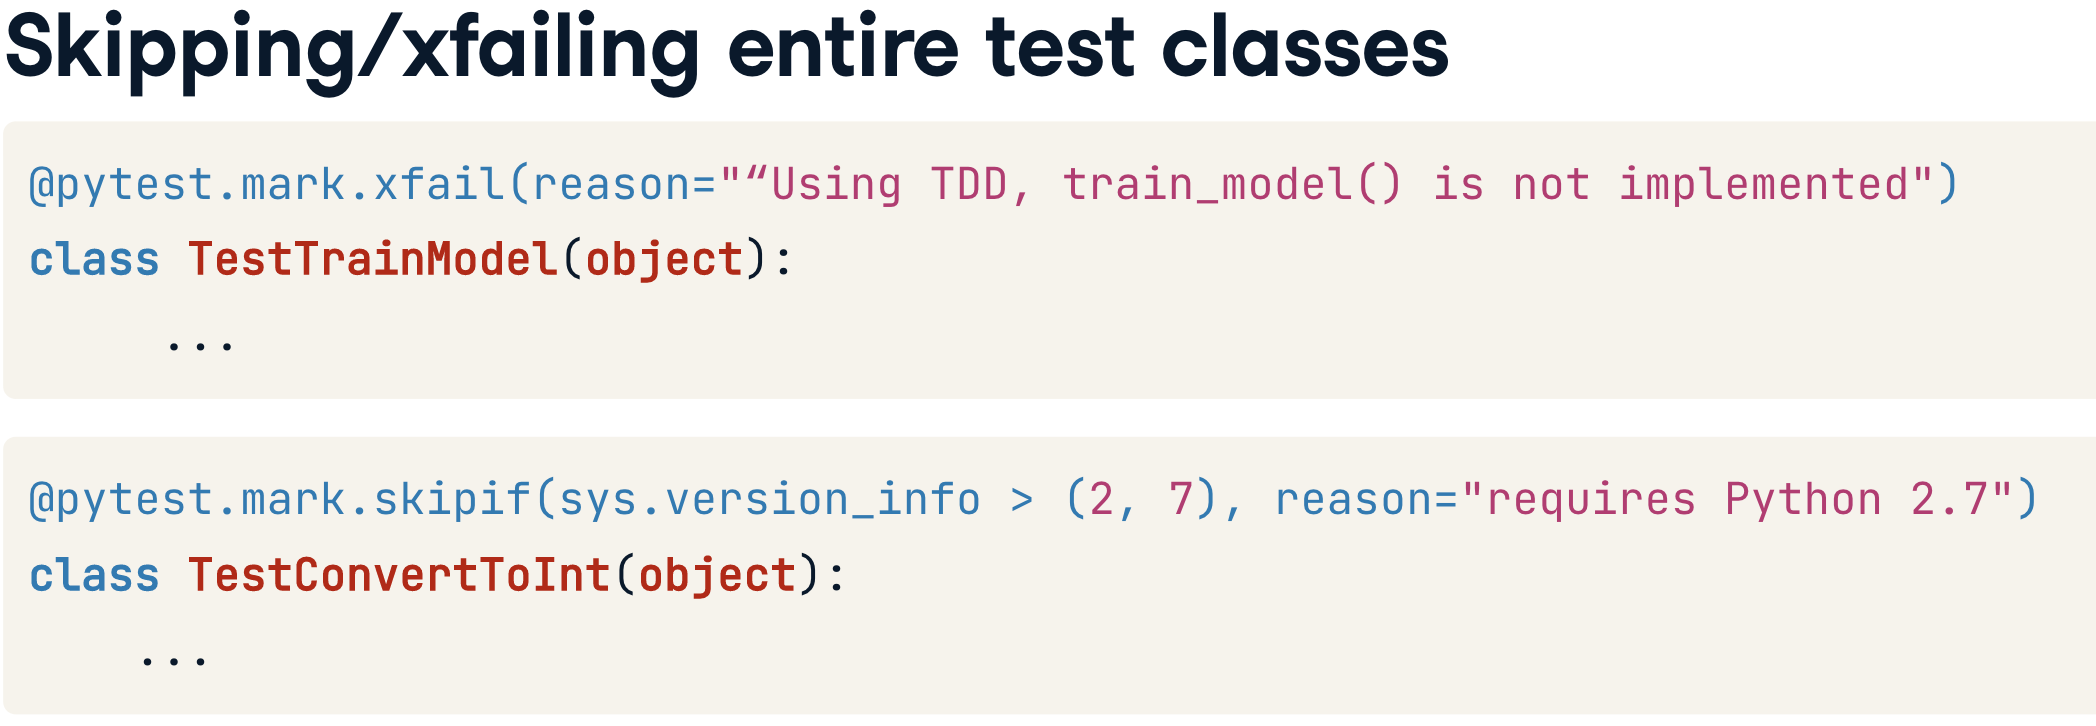 Skipping/xfailing entire test classes
@pytest.mark.xfail(reason="“Using TDD, train_model() is not implemented")
class TestTrainModel(object):
...
@pytest.mark.skipif(sys.version_info > (2, 7), reason="requires Python 2.7")
class TestConvertToInt(object):
...